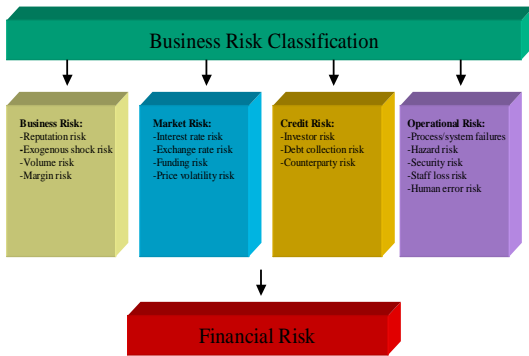 Business Risk Classification
Business Risk:
-Reputation risk
-Exogenous shock risk
-Volume risk
-Margin risk
Market Risk:
-Interest rate risk
-Exchange rate risk
-Funding risk
-Price volatility risk
Credit Risk:
-Investor risk
-Debt collection risk
-Counterparty risk
Operational Risk:
-Process/system failures
-Hazard risk
-Security risk
-Staff loss risk
-Human error risk
Financial Risk